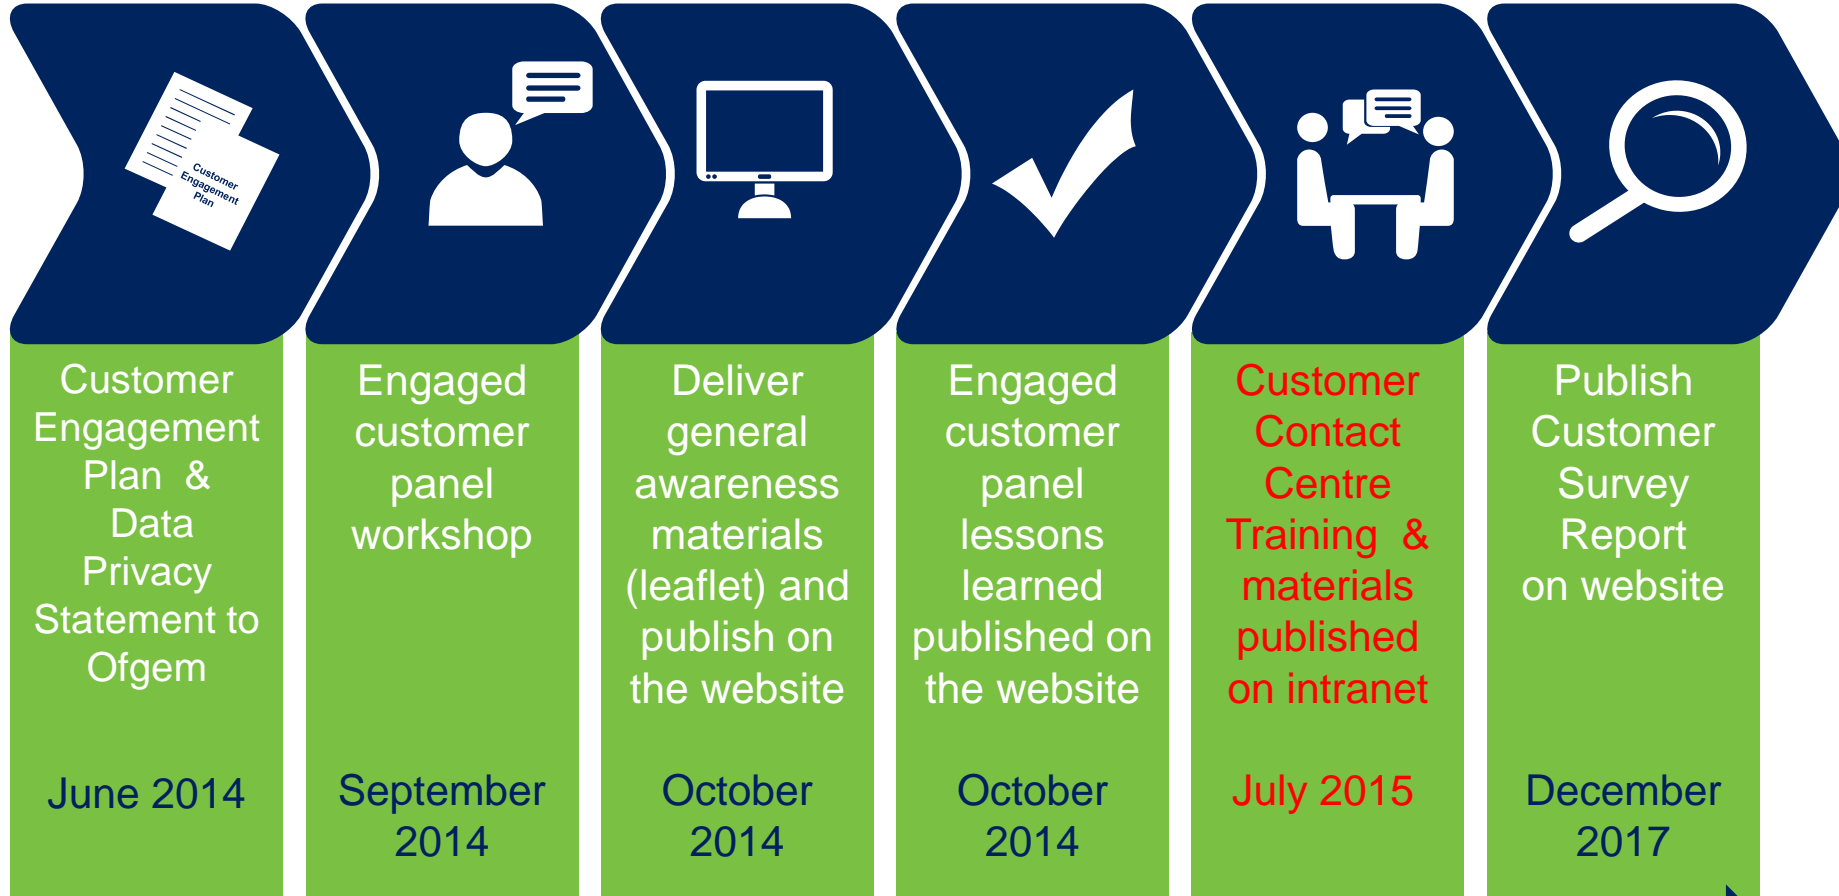 Customer
Engagement
Plan
Customer
Engagement
Plan &
Data
Privacy
Statement to
Ofgem
June 2014
Engaged
customer
panel
workshop
September
2014
Deliver
general
awareness
materials
(leaflet) and
publish on
the website
October
2014
Engaged
customer
panel
lessons
learned
published on
the website
October
2014
Customer
Contact
Centre
Training &
materials
published
on intranet
July 2015
Publish
Customer
Survey
Report
on website
December
2017